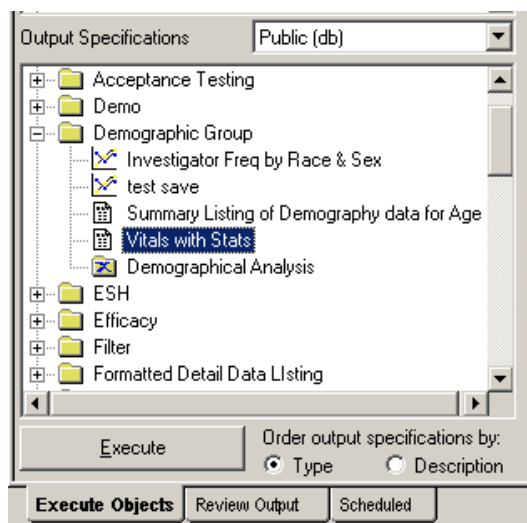 Output Specifications Public (db)
Acceptance Testing
Demo
Demographic Group
Investigator Freq by Race & Sex
test save
Summary Listing of Demography data for Age
Vitals with Stats
Demographical Analysis
ESH
Efficacy
Filter
Formatted Detail Data LIsting
Execute
Order output specifications by:
Type Description
Execute Objects Review Output Scheduled